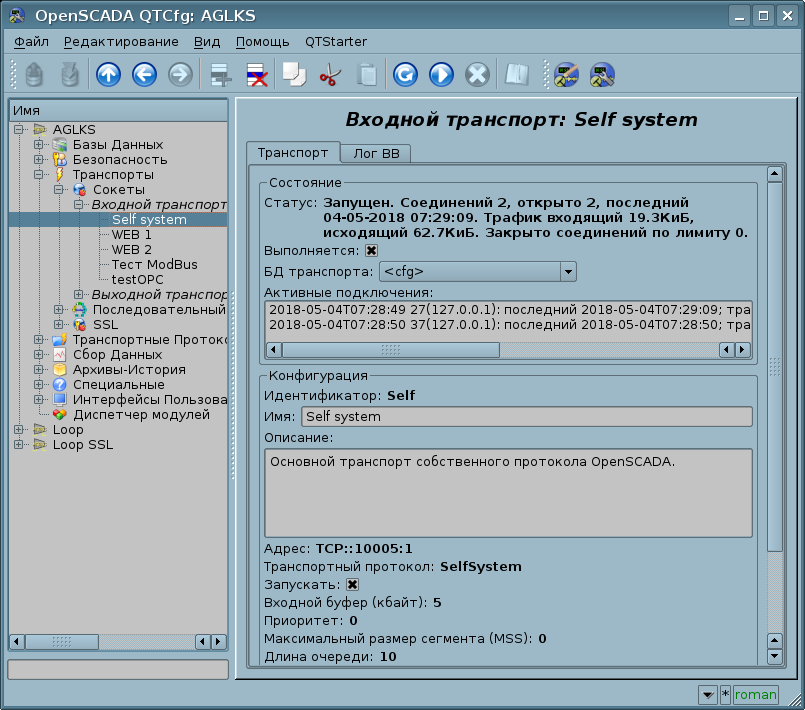 OpenSCADA QTCfg: AGLKS
Файл Редактирование Вид Помощь QTStarter
Имя
AGLKS
Базы Данных
Безопасность
Транспорты
Сокеты
Входной транспорт
Self system
WEB 1
WEB 2
Тест ModBus
testOPC
Выходной транспор
Последовательный
SSL
Транспортные Проток
Сбор Данных
Архивы-История
Специальные
Интерфейсы Пользова
Диспетчер модулей
Loop
Loop SSL
Входной транспорт: Self system
Транспорт Лог ВВ
Состояние
Статус: Запущен. Соединений 2, открыто 2, последний
04-05-2018 07:29:09. Трафик входящий 19.3КиБ,
исходящий 62.7КиБ. Закрыто соединений по лимиту 0.
Выполняется:
БД транспорта: <cfg>
Активные подключения:
2018-05-04T07:28:49 27(127.0.0.1): последний 2018-05-04T07:29:09; тра
2018-05-04T07:28:50 37(127.0.0.1): последний 2018-05-04T07:28:50; тра
Конфигурация
Идентификатор: Self
Имя: Self system
Описание:
Основной транспорт собственного протокола OpenSCADA.
Адрес: TCP::10005:1
Транспортный протокол: SelfSystem
Запускать:
Входной буфер (кбайт): 5
Приоритет: 0
Максимальный размер сегмента (MSS): 0
Длина очереди: 10
* roman